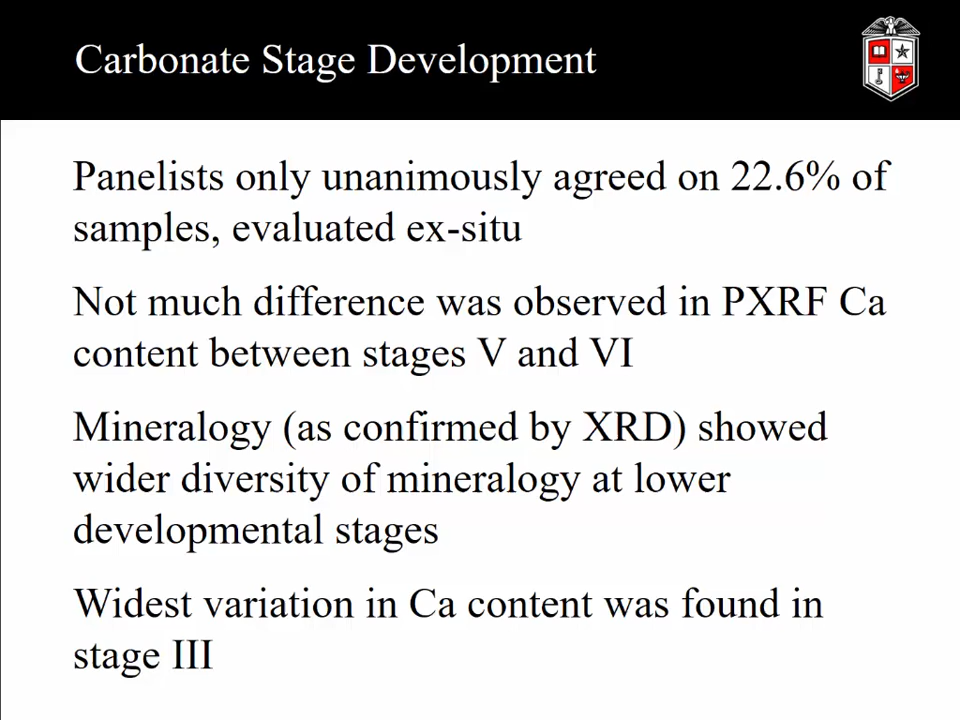 Carbonate Stage Development
Panelists only unanimously agreed on 22.6% of
samples, evaluated ex-situ
Not much difference was observed in PXRF Ca
content between stages V and VI
Mineralogy (as confirmed by XRD) showed
wider diversity of mineralogy at lower
developmental stages
Widest variation in Ca content was found in
stage III